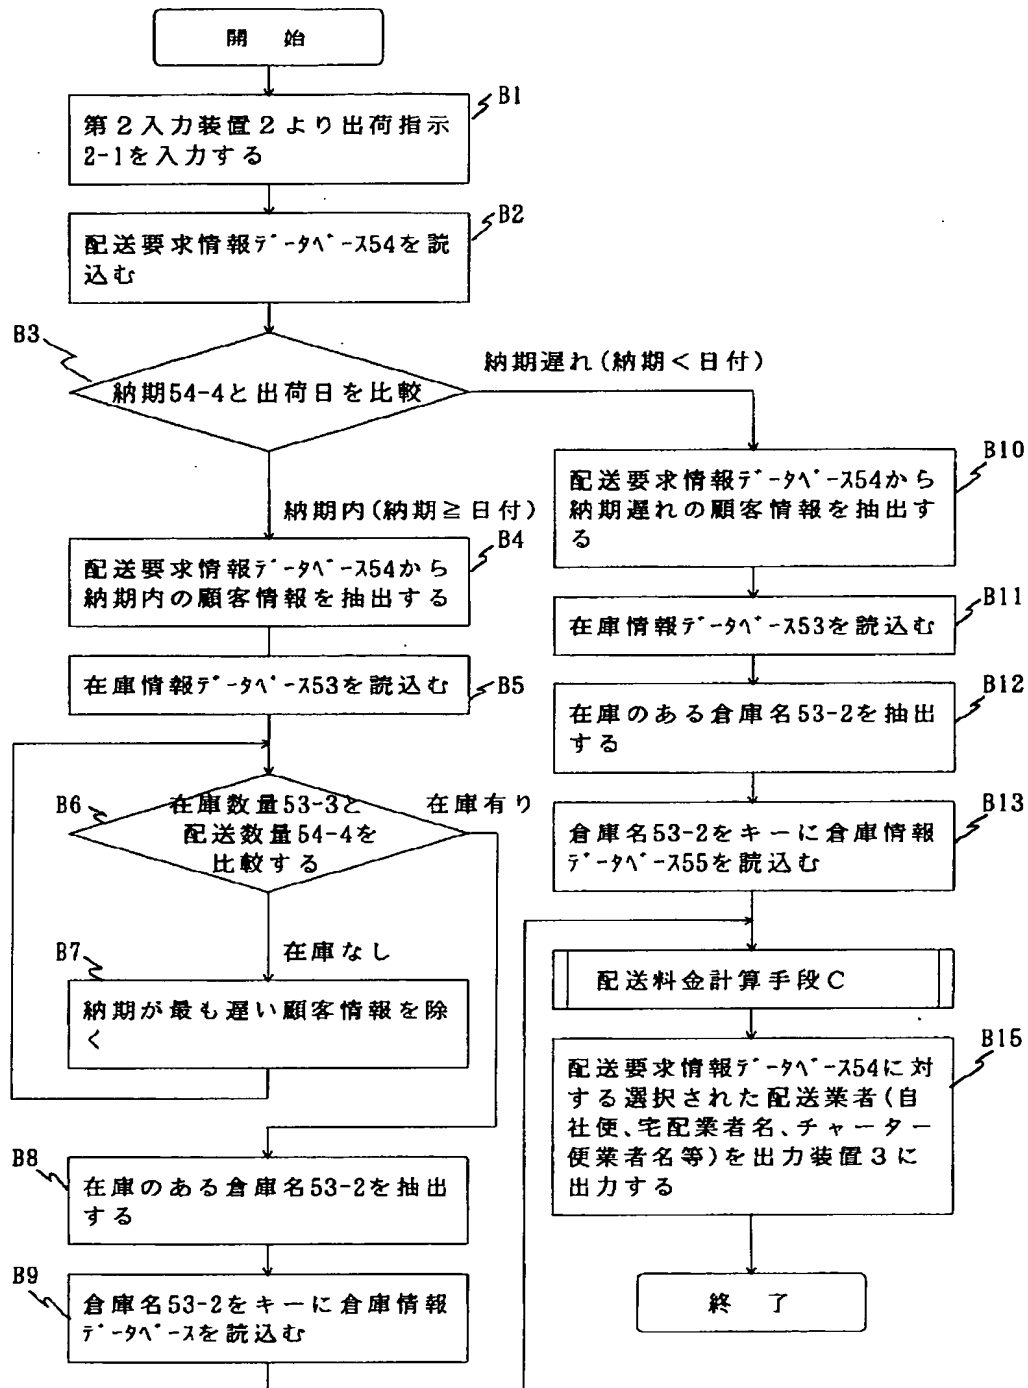 開 始
B1
第２入力装置２より出荷指示
2-1を入力する
B2
配送要求情報ﾃﾞｰﾀﾍﾞｰｽ54を読
込む
B3
納期54-4と出荷日を比較
納期遅れ(納期＜日付)
納期内(納期≧日付)
B4
配送要求情報ﾃﾞｰﾀﾍﾞｰｽ54から
納期内の顧客情報を抽出する
在庫情報ﾃﾞｰﾀﾍﾞｰｽ53を読込む
B5
B6
在庫数量53-3と
配送数量54-4を
比較する
在庫有り
在庫なし
B7
納期が最も遅い顧客情報を除
く
B8
在庫のある倉庫名53-2を抽出
する
B9
倉庫名53-2をキーに倉庫情報
ﾃﾞｰﾀﾍﾞｰｽを読込む
B10
配送要求情報ﾃﾞｰﾀﾍﾞｰｽ54から
納期遅れの顧客情報を抽出す
る
B11
在庫情報ﾃﾞｰﾀﾍﾞｰｽ53を読込む
B12
在庫のある倉庫名53-2を抽出
する
B13
倉庫名53-2をキーに倉庫情報
ﾃﾞｰﾀﾍﾞｰｽ55を読込む
配送料金計算手段Ｃ
B15
配送要求情報ﾃﾞｰﾀﾍﾞｰｽ54に対
する選択された配送業者(自
社便、宅配業者名、チャーター
便業者名等)を出力装置３に
出力する
終 了